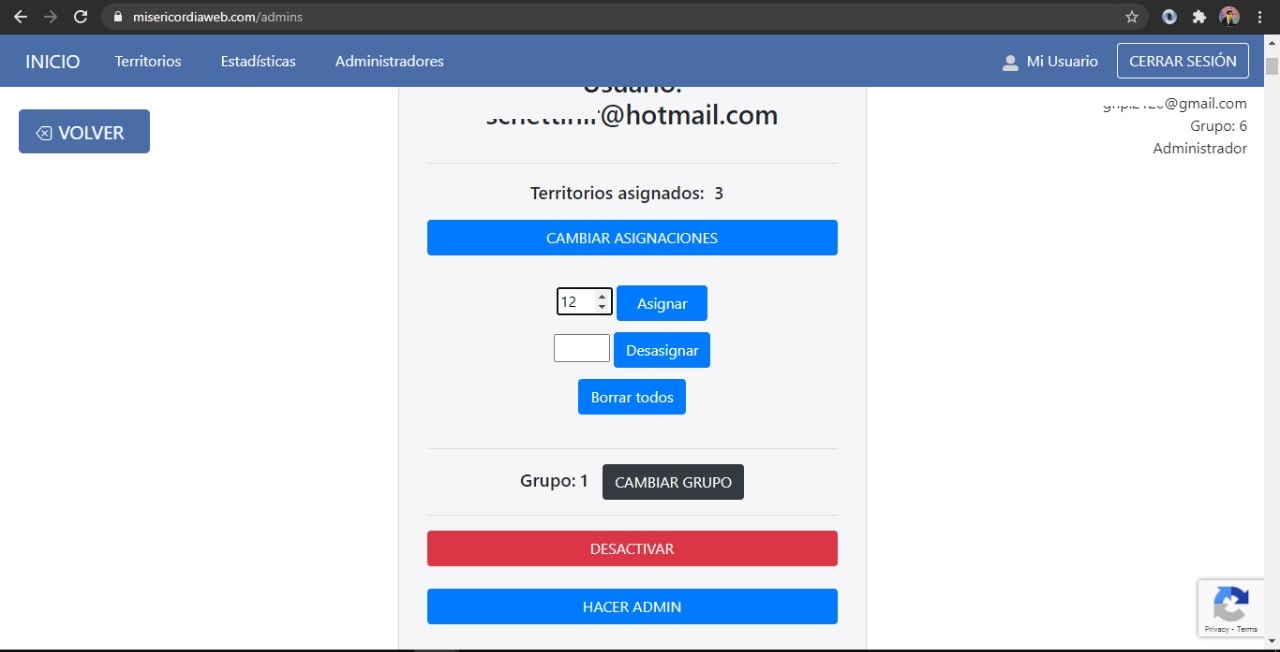 misericordiaweb.com/admins
INICIO
Territorios
Estadísticas
Administradores
Mi Usuario
CERRAR SESIÓN
VOLVER
@gmail.com
Grupo: 6
Administrador
Usuario:
@hotmail.com
Territorios asignados: 3
CAMBIAR ASIGNACIONES
12
Asignar
Desasignar
Borrar todos
Grupo: 1
CAMBIAR GRUPO
DESACTIVAR
HACER ADMIN
Privacy - Terms